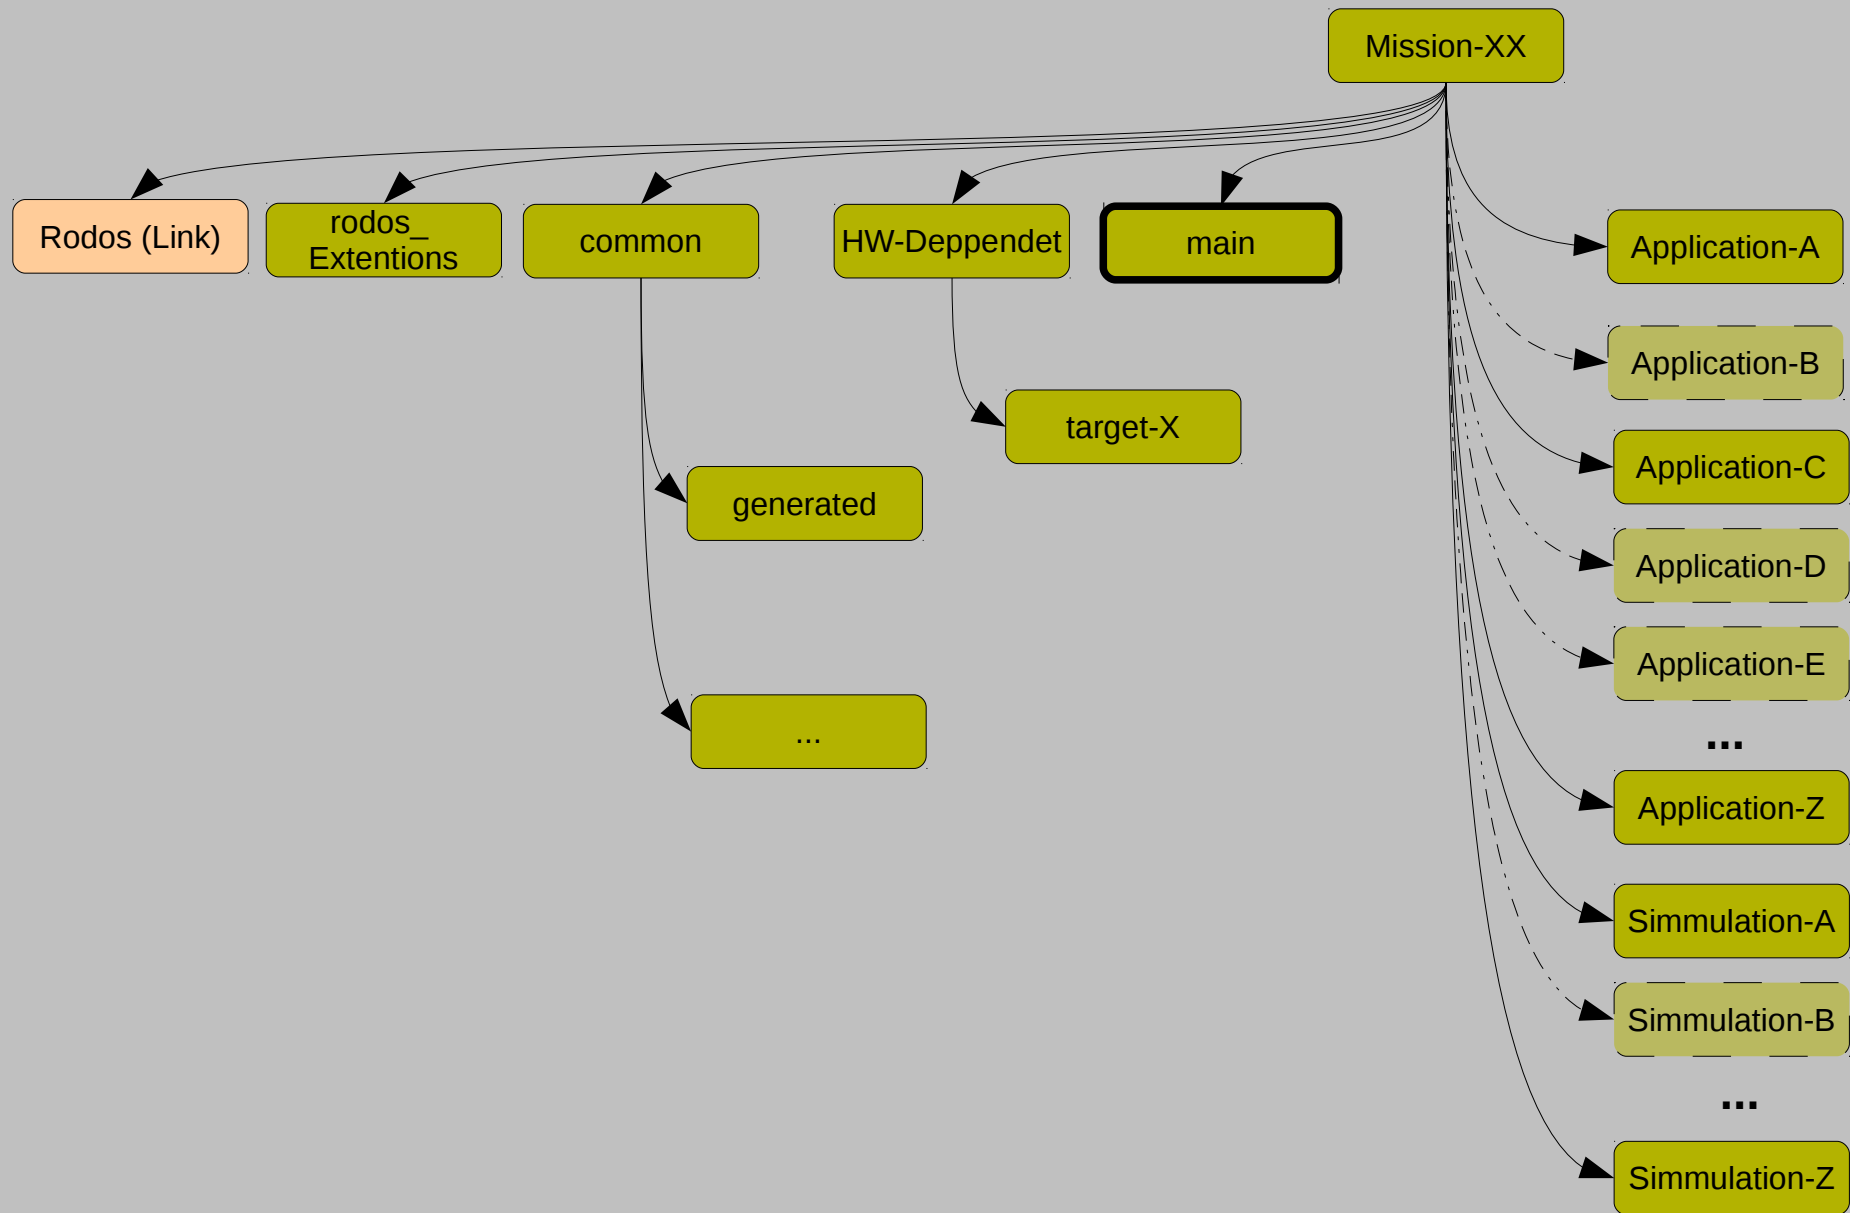 Mission-XX
Rodos (Link)
rodos_
Extentions
common
HW-Deppendet
main
Application-A
Application-B
target-X
Application-C
generated
Application-D
Application-E
...
...
Application-Z
Simmulation-A
Simmulation-B
...
Simmulation-Z